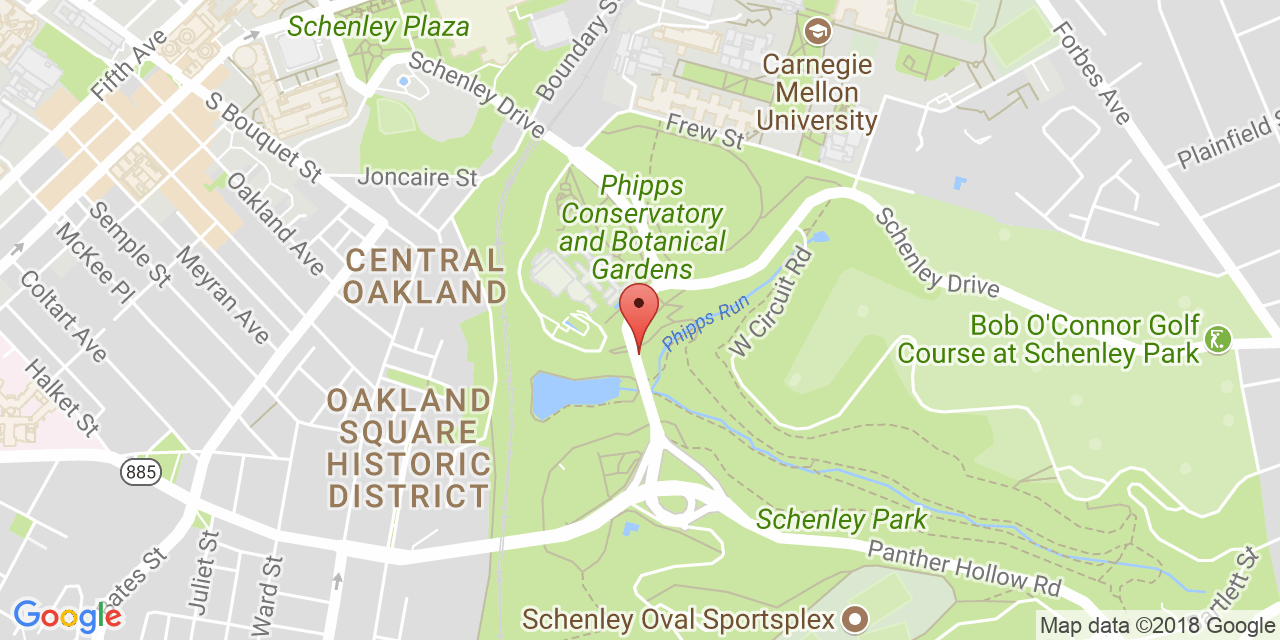 Schenley Plaza
Fifth Ave
Schenley Drive
Boundary
Carnegie
Mellon
University
Forbes Ave
Plainfield
S Bouquet St
Frew St
Joncaire St
Phipps
Conservatory
and Botanical
Gardens
Oakland Ave
Semple St
McKee Pl
Meyran Ave
Coltart Ave
Halket St
CENTRAL
OAKLAND
Schenley Drive
W Circuit Rd
Phipps Run
Bob O'Connor Golf
Course at Schenley Park
OAKLAND
SQUARE
HISTORIC
DISTRICT
885
Schenley Park
Panther Hollow Rd
Juliet St
Ward St
ates St
rtlett St
Schenley Oval Sportsplex
Google
Map data ©2018 Google